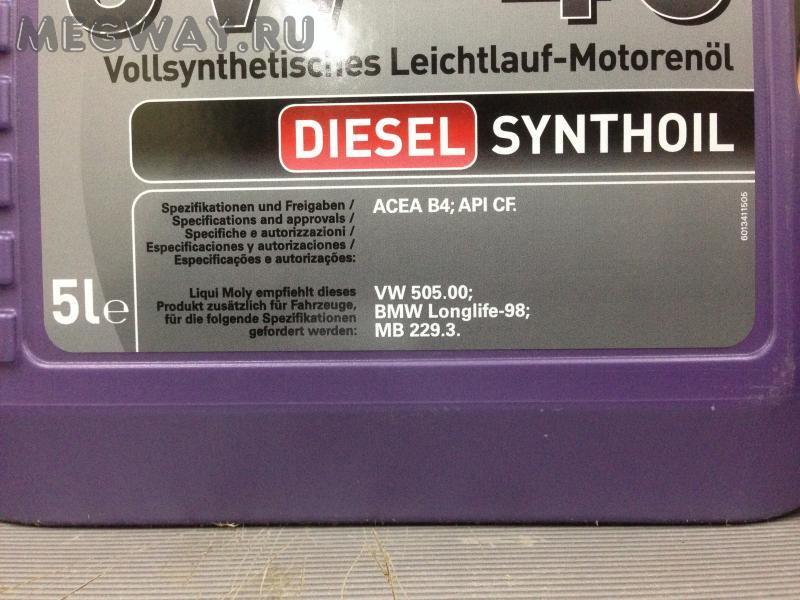 MEGWAY.RU
Vollsynthetisches Leichtlauf-Motorenöl
DIESEL SYNTHOIL
Spezifikationen und Freigaben /
Specifications and approvals /
Specifiche e autorizzazioni /
Especificaciones y autorizaciones /
Especificações e autorizações:
ACEA B4; API CF.
6013411505
5l e
Liqui Moly empfiehlt dieses
Produkt zusätzlich für Fahrzeuge,
für die folgende Spezifikationen
gefordert werden:
VW 505.00;
BMW Longlife-98;
MB 229.3.